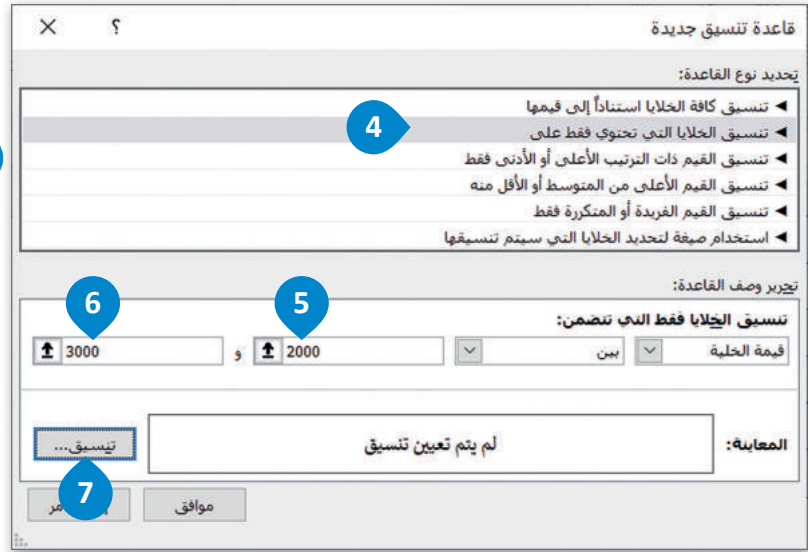 قاعدة تنسيق جديدة ؟ ×
تحديد نوع القاعدة:
◄ تنسيق كافة الخلايا استناداً إلى قيمها
◄ تنسيق الخلايا التي تحتوي فقط على 4
◄ تنسيق القيم ذات الترتيب الأعلى أو الأدنى فقط
◄ تنسيق القيم الأعلى من المتوسط أو الأقل منه
◄ تنسيق القيم الفريدة أو المتكررة فقط
◄ استخدام صيغة لتحديد الخلايا التي سيتم تنسيقها
تحرير وصف القاعدة:
5 6
تنسيق الخلايا فقط التي تتضمن:
قيمة الخلية بين 2000 و 3000
المعاينة: لم يتم تعيين تنسيق تنسيق...
7
موافق